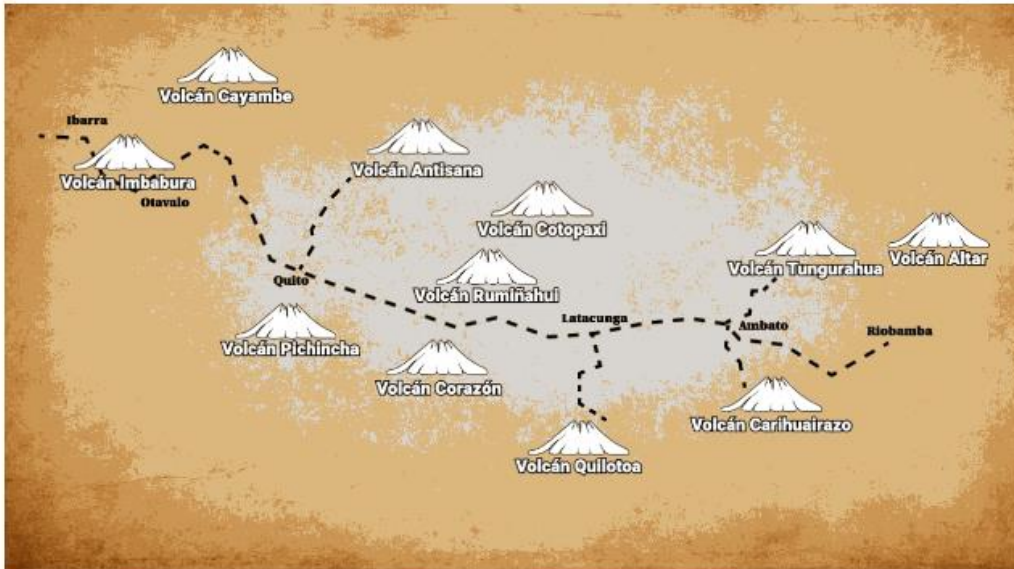 Volcán Cayambe
Ibarra
Volcán Imbabura
Otavalo
Volcán Antisana
Volcán Cotopaxi
Volcán Tungurahua
Volcán Altar
Quito
Volcán Rumiñahui
Latacunga
Ambato
Riobamba
Volcán Pichincha
Volcán Corazón
Volcán Carihuairazo
Volcán Quilotoa